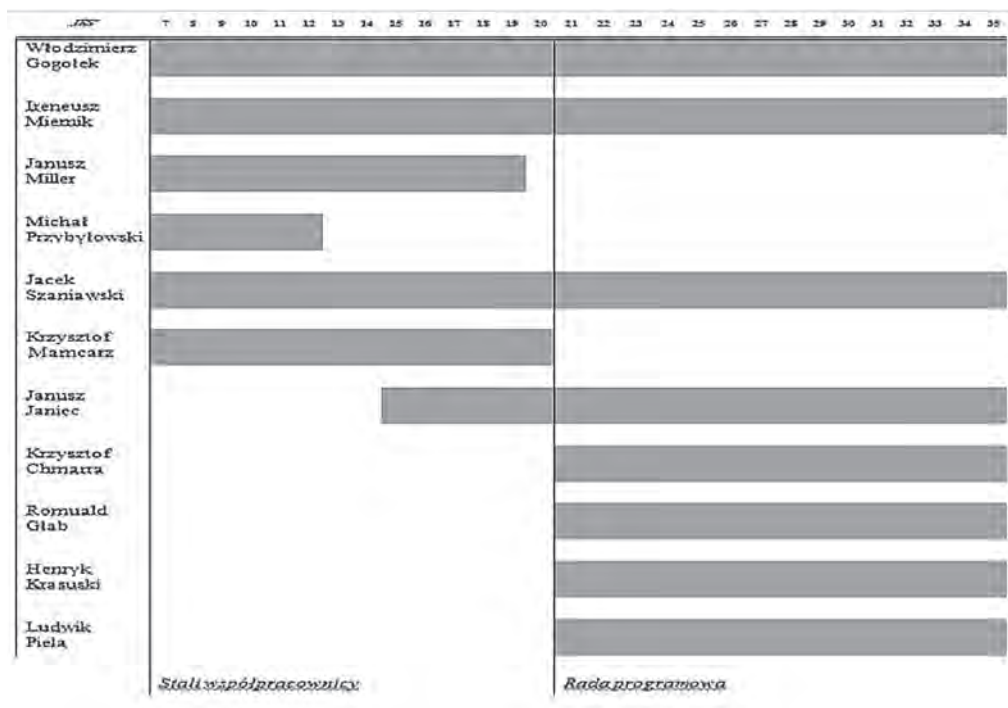 „IKS” 7 8 9 10 11 12 13 14 15 16 17 18 19 20 21 22 23 24 25 26 27 28 29 30 31 32 33 34 35
Włodzimierz
Gogołek
Ireneusz
Miernik
Janusz
Miller
Michał
Przybyłowski
Jacek
Szaniawski
Krzysztof
Mamcarz
Janusz
Janiec
Krzysztof
Chmarra
Romuald
Głab
Henryk
Krasuski
Ludwik
Piela
Stali współpracownicy
Rada programowa